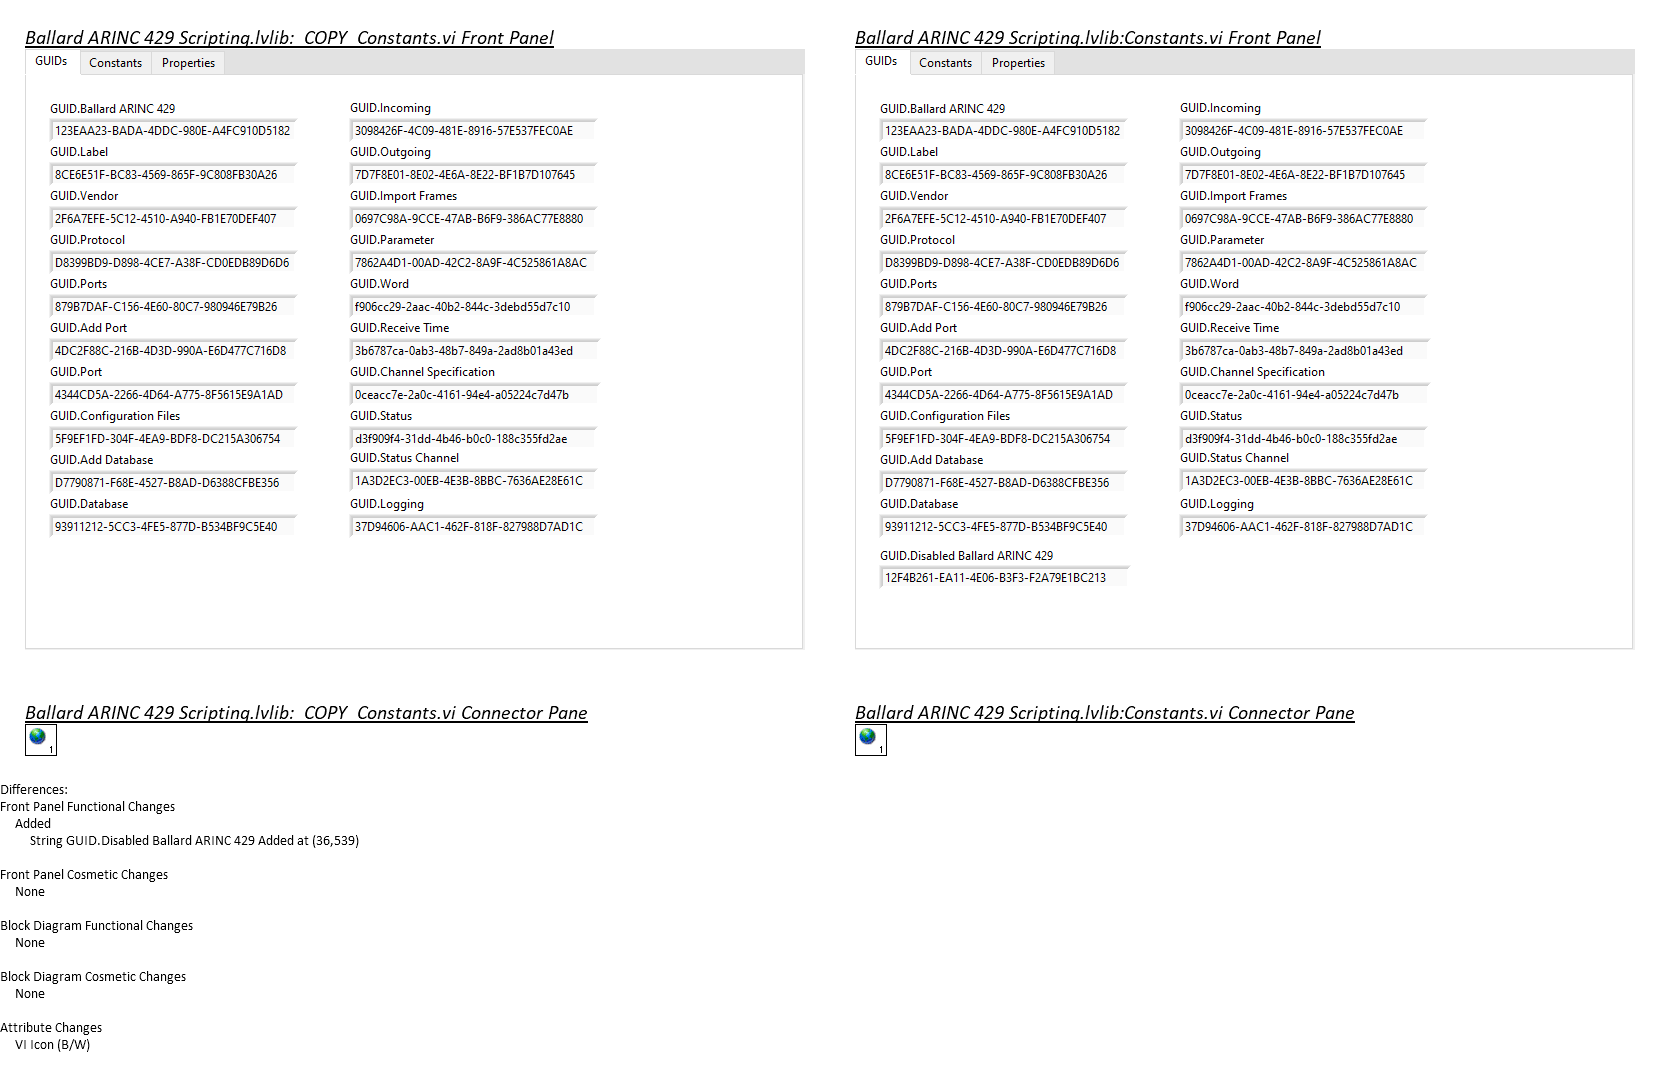 Ballard ARINC 429 Scripting.lvlib:_COPY_Constants.vi Front Panel
GUIDs Constants Properties
GUID.Ballard ARINC 429
123EAA23-BADA-4DDC-980E-A4FC910D5182
GUID.Label
8CE6E51F-BC83-4569-865F-9C808FB30A26
GUID.Vendor
2F6A7EFE-5C12-4510-A940-FB1E70DEF407
GUID.Protocol
D8399BD9-D898-4CE7-A38F-CD0EDB89D6D6
GUID.Ports
879B7DAF-C156-4E60-80C7-980946E79B26
GUID.Add Port
4DC2F88C-216B-4D3D-990A-E6D477C716D8
GUID.Port
4344CD5A-2266-4D64-A775-8F5615E9A1AD
GUID.Configuration Files
5F9EF1FD-304F-4EA9-BDF8-DC215A306754
GUID.Add Database
D7790871-F68E-4527-B8AD-D6388CFBE356
GUID.Database
93911212-5CC3-4FE5-877D-B534BF9C5E40
GUID.Incoming
3098426F-4C09-481E-8916-57E537FEC0AE
GUID.Outgoing
7D7F8E01-8E02-4E6A-8E22-BF1B7D107645
GUID.Import Frames
0697C98A-9CCE-47AB-B6F9-386AC77E8880
GUID.Parameter
7862A4D1-00AD-42C2-8A9F-4C525861A8AC
GUID.Word
f906cc29-2aac-40b2-844c-3debd55d7c10
GUID.Receive Time
3b6787ca-0ab3-48b7-849a-2ad8b01a43ed
GUID.Channel Specification
0ceacc7e-2a0c-4161-94e4-a05224c7d47b
GUID.Status
d3f909f4-31dd-4b46-b0c0-188c355fd2ae
GUID.Status Channel
1A3D2EC3-00EB-4E3B-8BBC-7636AE28E61C
GUID.Logging
37D94606-AAC1-462F-818F-827988D7AD1C
Ballard ARINC 429 Scripting.lvlib:Constants.vi Front Panel
GUIDs Constants Properties
GUID.Ballard ARINC 429
123EAA23-BADA-4DDC-980E-A4FC910D5182
GUID.Label
8CE6E51F-BC83-4569-865F-9C808FB30A26
GUID.Vendor
2F6A7EFE-5C12-4510-A940-FB1E70DEF407
GUID.Protocol
D8399BD9-D898-4CE7-A38F-CD0EDB89D6D6
GUID.Ports
879B7DAF-C156-4E60-80C7-980946E79B26
GUID.Add Port
4DC2F88C-216B-4D3D-990A-E6D477C716D8
GUID.Port
4344CD5A-2266-4D64-A775-8F5615E9A1AD
GUID.Configuration Files
5F9EF1FD-304F-4EA9-BDF8-DC215A306754
GUID.Add Database
D7790871-F68E-4527-B8AD-D6388CFBE356
GUID.Database
93911212-5CC3-4FE5-877D-B534BF9C5E40
GUID.Disabled Ballard ARINC 429
12F4B261-EA11-4E06-B3F3-F2A79E1BC213
GUID.Incoming
3098426F-4C09-481E-8916-57E537FEC0AE
GUID.Outgoing
7D7F8E01-8E02-4E6A-8E22-BF1B7D107645
GUID.Import Frames
0697C98A-9CCE-47AB-B6F9-386AC77E8880
GUID.Parameter
7862A4D1-00AD-42C2-8A9F-4C525861A8AC
GUID.Word
f906cc29-2aac-40b2-844c-3debd55d7c10
GUID.Receive Time
3b6787ca-0ab3-48b7-849a-2ad8b01a43ed
GUID.Channel Specification
0ceacc7e-2a0c-4161-94e4-a05224c7d47b
GUID.Status
d3f909f4-31dd-4b46-b0c0-188c355fd2ae
GUID.Status Channel
1A3D2EC3-00EB-4E3B-8BBC-7636AE28E61C
GUID.Logging
37D94606-AAC1-462F-818F-827988D7AD1C
Ballard ARINC 429 Scripting.lvlib:_COPY_Constants.vi Connector Pane
1
Ballard ARINC 429 Scripting.lvlib:Constants.vi Connector Pane
1
Differences:
Front Panel Functional Changes
Added
String GUID.Disabled Ballard ARINC 429 Added at (36,539)
Front Panel Cosmetic Changes
None
Block Diagram Functional Changes
None
Block Diagram Cosmetic Changes
None
Attribute Changes
VI Icon (B/W)